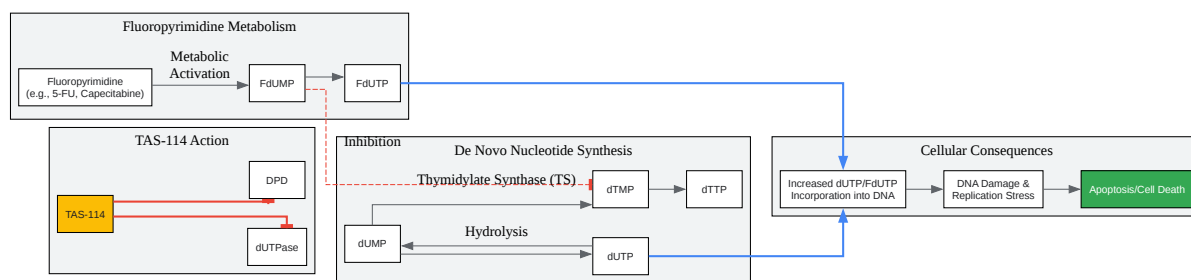 Fluoropyrimidine Metabolism
Metabolic
Activation
Fluoropyrimidine
(e.g., 5-FU, Capecitabine)
FdUMP
FdUTP
TAS-114 Action
DPD
TAS-114
dUTPase
Inhibition
De Novo Nucleotide Synthesis
Thymidylate Synthase (TS)
dTMP
dTTP
Hydrolysis
dUMP
dUTP
Cellular Consequences
Increased dUTP/FdUTP
Incorporation into DNA
DNA Damage &
Replication Stress
Apoptosis/Cell Death